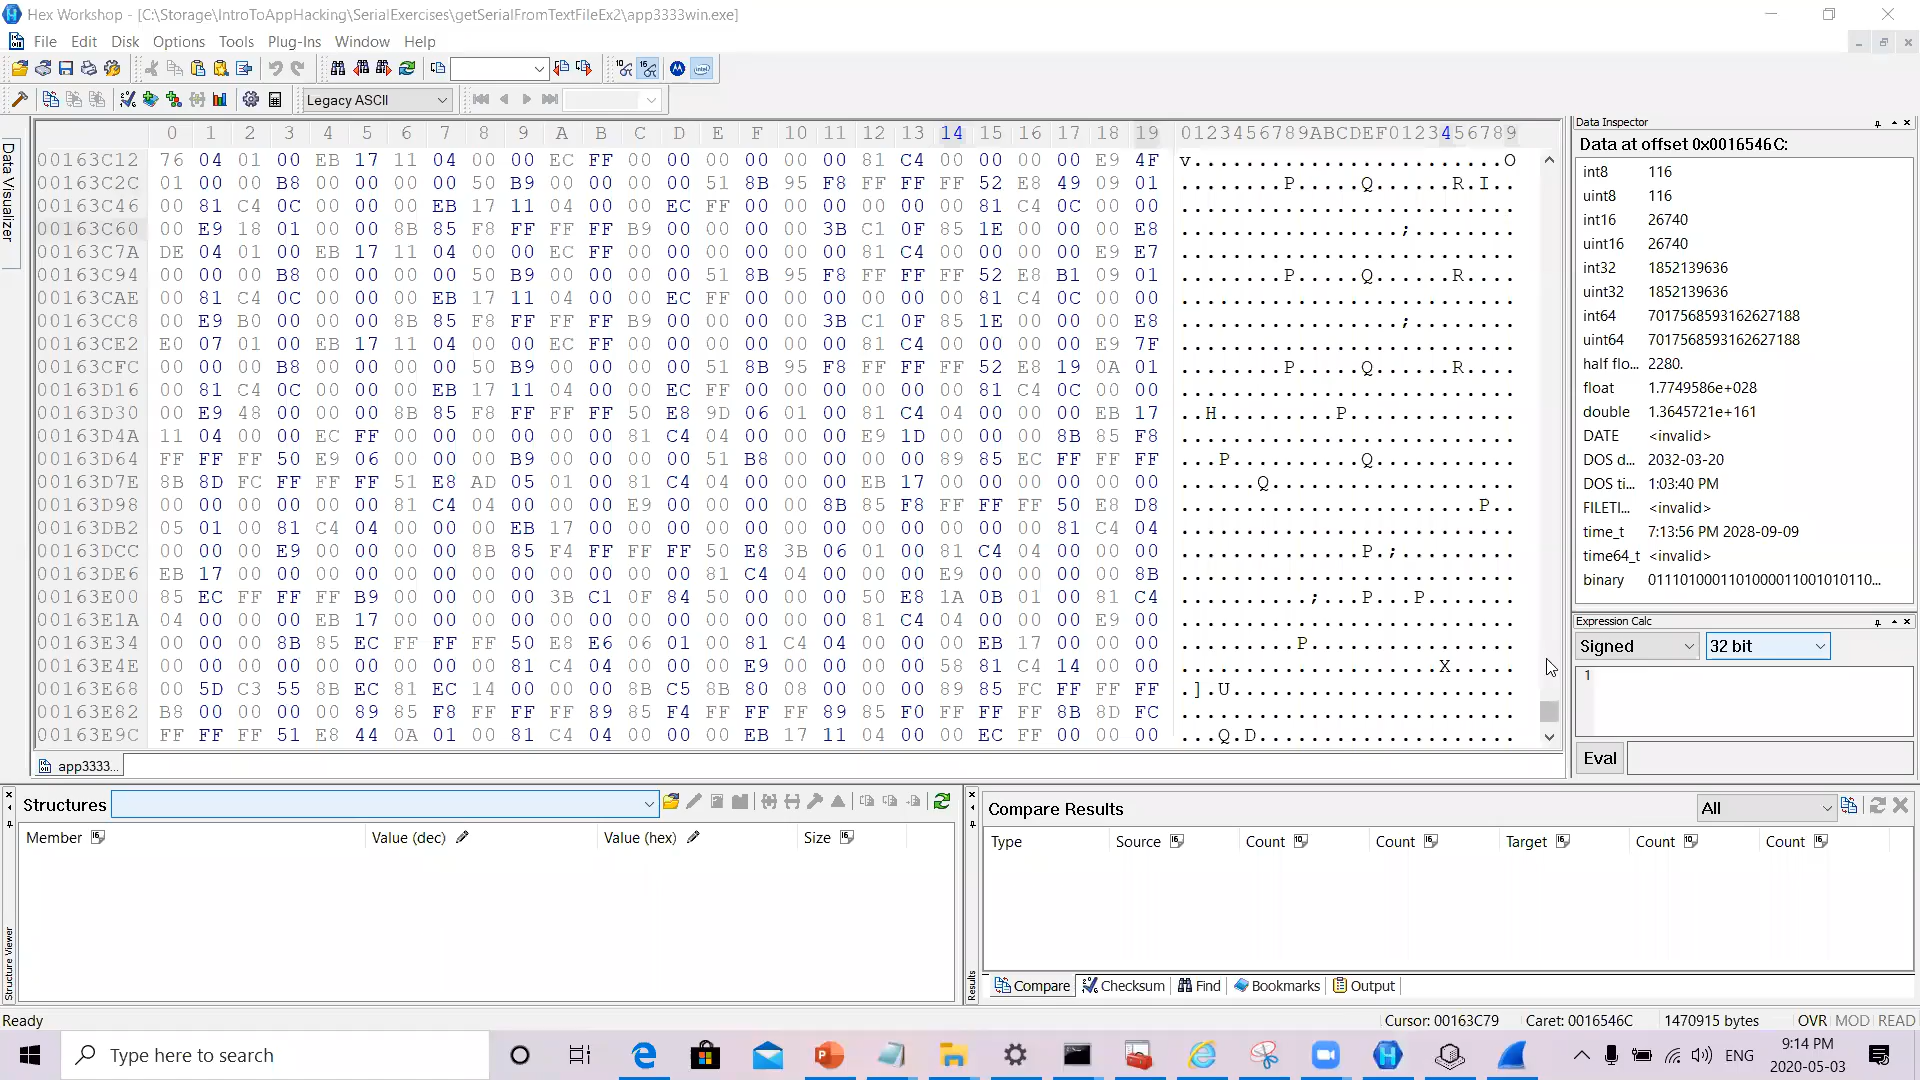 Hex Workshop - [C:\Storage\IntroToAppHacking\SerialExercises\getSerialFromTextFileEx2\app3333win.exe]
File Edit Disk Options Tools Plug-Ins Window Help
Legacy ASCII
Data Visualizer
0 1 2 3 4 5 6 7 8 9 A B C D E F 10 11 12 13 14 15 16 17 18 19 0123456789ABCDEF0123456789
00163C12 76 04 01 00 EB 17 11 04 00 00 EC FF 00 00 00 00 00 00 81 C4 00 00 00 00 E9 4F v.........................O
00163C2C 01 00 00 B8 00 00 00 00 50 B9 00 00 00 00 51 8B 95 F8 FF FF FF 52 E8 49 09 01 ........P.....Q......R.I..
00163C46 00 81 C4 0C 00 00 00 EB 17 11 04 00 00 EC FF 00 00 00 00 00 00 81 C4 0C 00 00 ..........................
00163C60 00 E9 18 01 00 00 8B 85 F8 FF FF FF B9 00 00 00 00 3B C1 0F 85 1E 00 00 00 E8 .................;........
00163C7A DE 04 01 00 EB 17 11 04 00 00 EC FF 00 00 00 00 00 00 81 C4 00 00 00 00 E9 E7 ..........................
00163C94 00 00 00 B8 00 00 00 00 50 B9 00 00 00 00 51 8B 95 F8 FF FF FF 52 E8 B1 09 01 ........P.....Q......R....
00163CAE 00 81 C4 0C 00 00 00 EB 17 11 04 00 00 EC FF 00 00 00 00 00 00 81 C4 0C 00 00 ..........................
00163CC8 00 E9 B0 00 00 00 8B 85 F8 FF FF FF B9 00 00 00 00 3B C1 0F 85 1E 00 00 00 E8 .................;........
00163CE2 E0 07 01 00 EB 17 11 04 00 00 EC FF 00 00 00 00 00 00 81 C4 00 00 00 00 E9 7F ..........................
00163CFC 00 00 00 B8 00 00 00 00 50 B9 00 00 00 00 51 8B 95 F8 FF FF FF 52 E8 19 0A 01 ........P.....Q......R....
00163D16 00 81 C4 0C 00 00 00 EB 17 11 04 00 00 EC FF 00 00 00 00 00 00 81 C4 0C 00 00 ..........................
00163D30 00 E9 48 00 00 00 8B 85 F8 FF FF FF 50 E8 9D 06 01 00 81 C4 04 00 00 00 EB 17 ..H.........P.............
00163D4A 11 04 00 00 EC FF 00 00 00 00 00 00 81 C4 04 00 00 00 E9 1D 00 00 00 8B 85 F8 ..........................
00163D64 FF FF FF 50 E9 06 00 00 00 B9 00 00 00 00 51 B8 00 00 00 00 89 85 EC FF FF FF ...P..........Q...........
00163D7E 8B 8D FC FF FF FF 51 E8 AD 05 01 00 81 C4 04 00 00 00 EB 17 00 00 00 00 00 00 ......Q...................
00163D98 00 00 00 00 00 00 81 C4 04 00 00 00 E9 00 00 00 00 8B 85 F8 FF FF FF 50 E8 D8 .......................P..
00163DB2 05 01 00 81 C4 04 00 00 00 EB 17 00 00 00 00 00 00 00 00 00 00 00 00 81 C4 04 ..........................
00163DCC 00 00 00 E9 00 00 00 00 8B 85 F4 FF FF FF 50 E8 3B 06 01 00 81 C4 04 00 00 00 ..............P.;.........
00163DE6 EB 17 00 00 00 00 00 00 00 00 00 00 00 00 81 C4 04 00 00 00 E9 00 00 00 00 8B ..........................
00163E00 85 EC FF FF FF B9 00 00 00 00 3B C1 0F 84 50 00 00 00 50 E8 1A 0B 01 00 81 C4 ..........;...P...P.......
00163E1A 04 00 00 00 EB 17 00 00 00 00 00 00 00 00 00 00 00 00 81 C4 04 00 00 00 E9 00 ..........................
00163E34 00 00 00 8B 85 EC FF FF FF 50 E8 E6 06 01 00 81 C4 04 00 00 00 EB 17 00 00 00 .........P................
00163E4E 00 00 00 00 00 00 00 00 00 81 C4 04 00 00 00 E9 00 00 00 00 58 81 C4 14 00 00 ....................X.....
00163E68 00 5D C3 55 8B EC 81 EC 14 00 00 00 8B C5 8B 80 08 00 00 00 89 85 FC FF FF FF .].U......................
00163E82 B8 00 00 00 00 89 85 F8 FF FF FF 89 85 F4 FF FF FF 89 85 F0 FF FF FF 8B 8D FC ..........................
00163E9C FF FF FF 51 E8 44 0A 01 00 81 C4 04 00 00 00 EB 17 11 04 00 00 EC FF 00 00 00 ...Q.D....................
app3333...
Data Inspector
Data at offset 0x0016546C:
int8 116
uint8 116
int16 26740
uint16 26740
int32 1852139636
uint32 1852139636
int64 7017568593162627188
uint64 7017568593162627188
half flo... 2280.
float 1.7749586e+028
double 1.3645721e+161
DATE <invalid>
DOS d... 2032-03-20
DOS ti... 1:03:40 PM
FILETI... <invalid>
time_t 7:13:56 PM 2028-09-09
time64_t <invalid>
binary 0111010001101000011001010110...
Expression Calc
Signed 32 bit
1
Eval
Structures
Member Value (dec) Value (hex) Size
Structure Viewer
Compare Results All
Type Source Count Count Target Count Count
Results
Compare Checksum Find Bookmarks Output
Ready Cursor: 00163C79 Caret: 0016546C 1470915 bytes OVR MOD READ
Type here to search
ENG
9:14 PM
2020-05-03